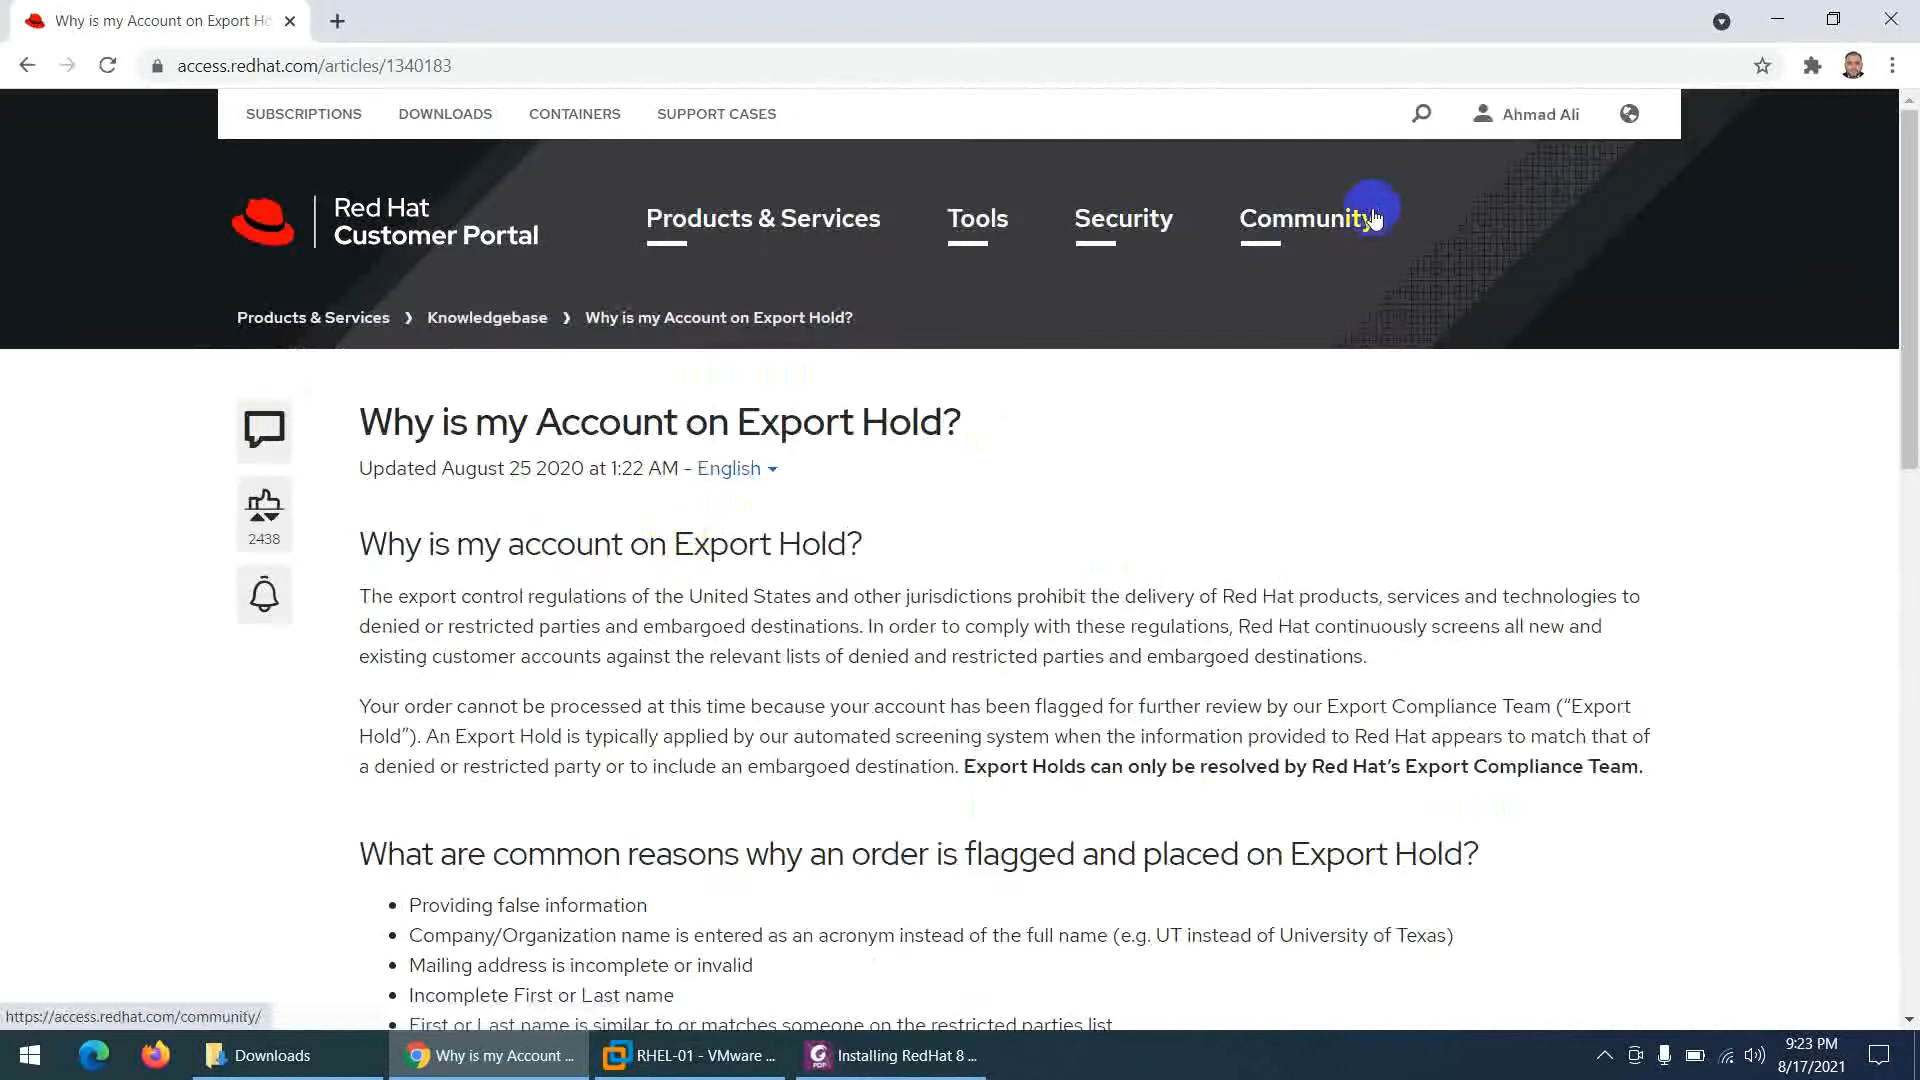 Why is my Account on Export Ho
access.redhat.com/articles/1340183
SUBSCRIPTIONS DOWNLOADS CONTAINERS SUPPORT CASES Ahmad Ali
Red Hat
Customer Portal
Products & Services Tools Security Community
Products & Services ❯ Knowledgebase ❯ Why is my Account on Export Hold?
Why is my Account on Export Hold?
Updated August 25 2020 at 1:22 AM - English
2438
Why is my account on Export Hold?
The export control regulations of the United States and other jurisdictions prohibit the delivery of Red Hat products, services and technologies to
denied or restricted parties and embargoed destinations. In order to comply with these regulations, Red Hat continuously screens all new and
existing customer accounts against the relevant lists of denied and restricted parties and embargoed destinations.
Your order cannot be processed at this time because your account has been flagged for further review by our Export Compliance Team (“Export
Hold”). An Export Hold is typically applied by our automated screening system when the information provided to Red Hat appears to match that of
a denied or restricted party or to include an embargoed destination. Export Holds can only be resolved by Red Hat’s Export Compliance Team.
What are common reasons why an order is flagged and placed on Export Hold?
• Providing false information
• Company/Organization name is entered as an acronym instead of the full name (e.g. UT instead of University of Texas)
• Mailing address is incomplete or invalid
• Incomplete First or Last name
• First or Last name is similar to or matches someone on the restricted parties list
https://access.redhat.com/community/
Downloads Why is my Account ... RHEL-01 - VMware ... PDF Installing RedHat 8 ...
9:23 PM
8/17/2021